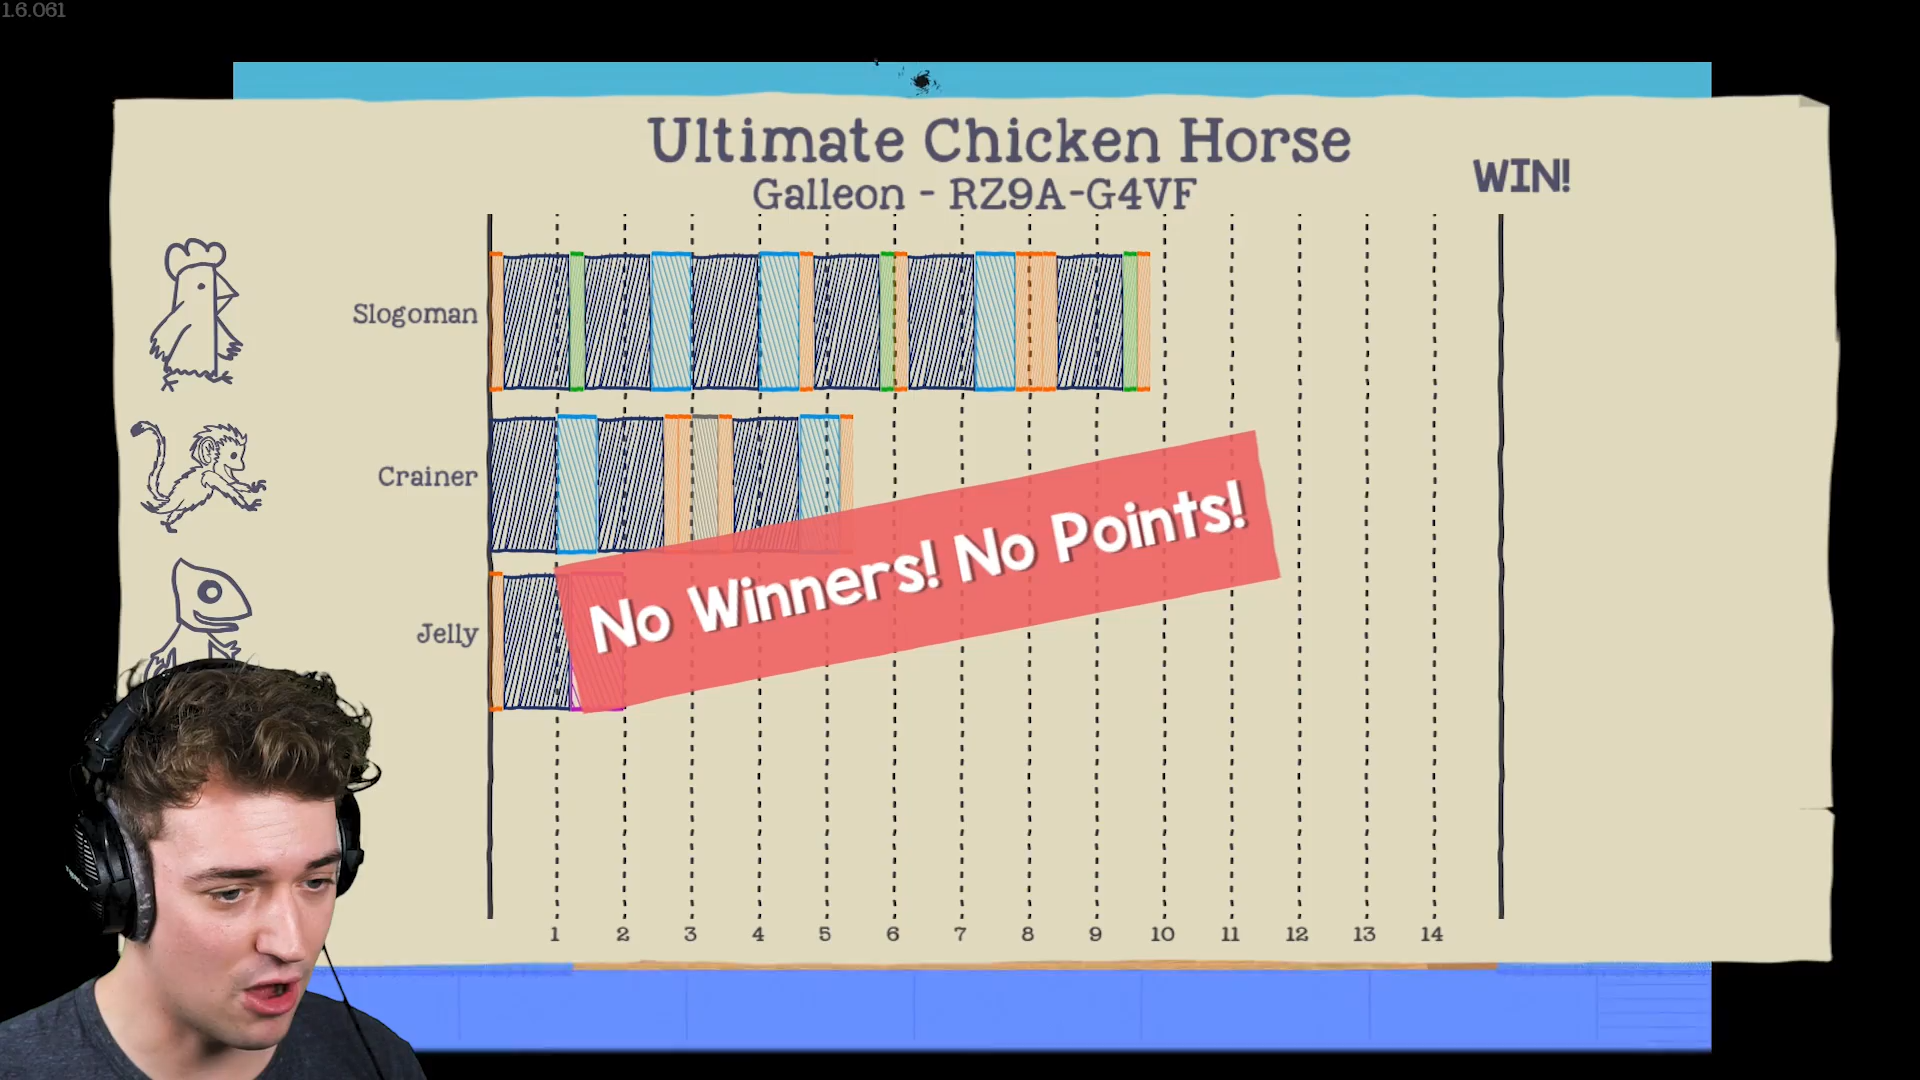 1.6.061
Ultimate Chicken Horse
Galleon - RZ9A-G4VF
WIN!
Slogoman
Crainer
Jelly
No Winners! No Points!
1 2 3 4 5 6 7 8 9 10 11 12 13 14